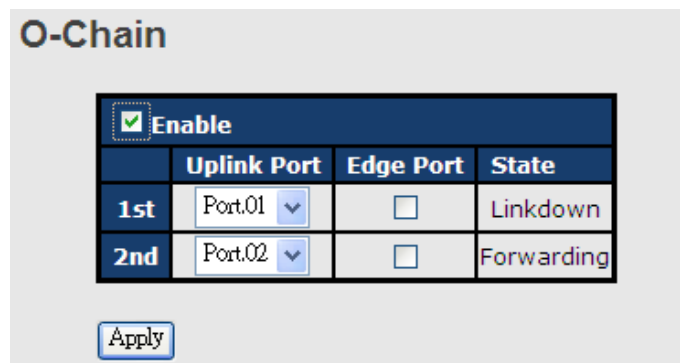 O-Chain
Enable
Uplink Port Edge Port State
1st Port.01 Linkdown
2nd Port.02 Forwarding
Apply